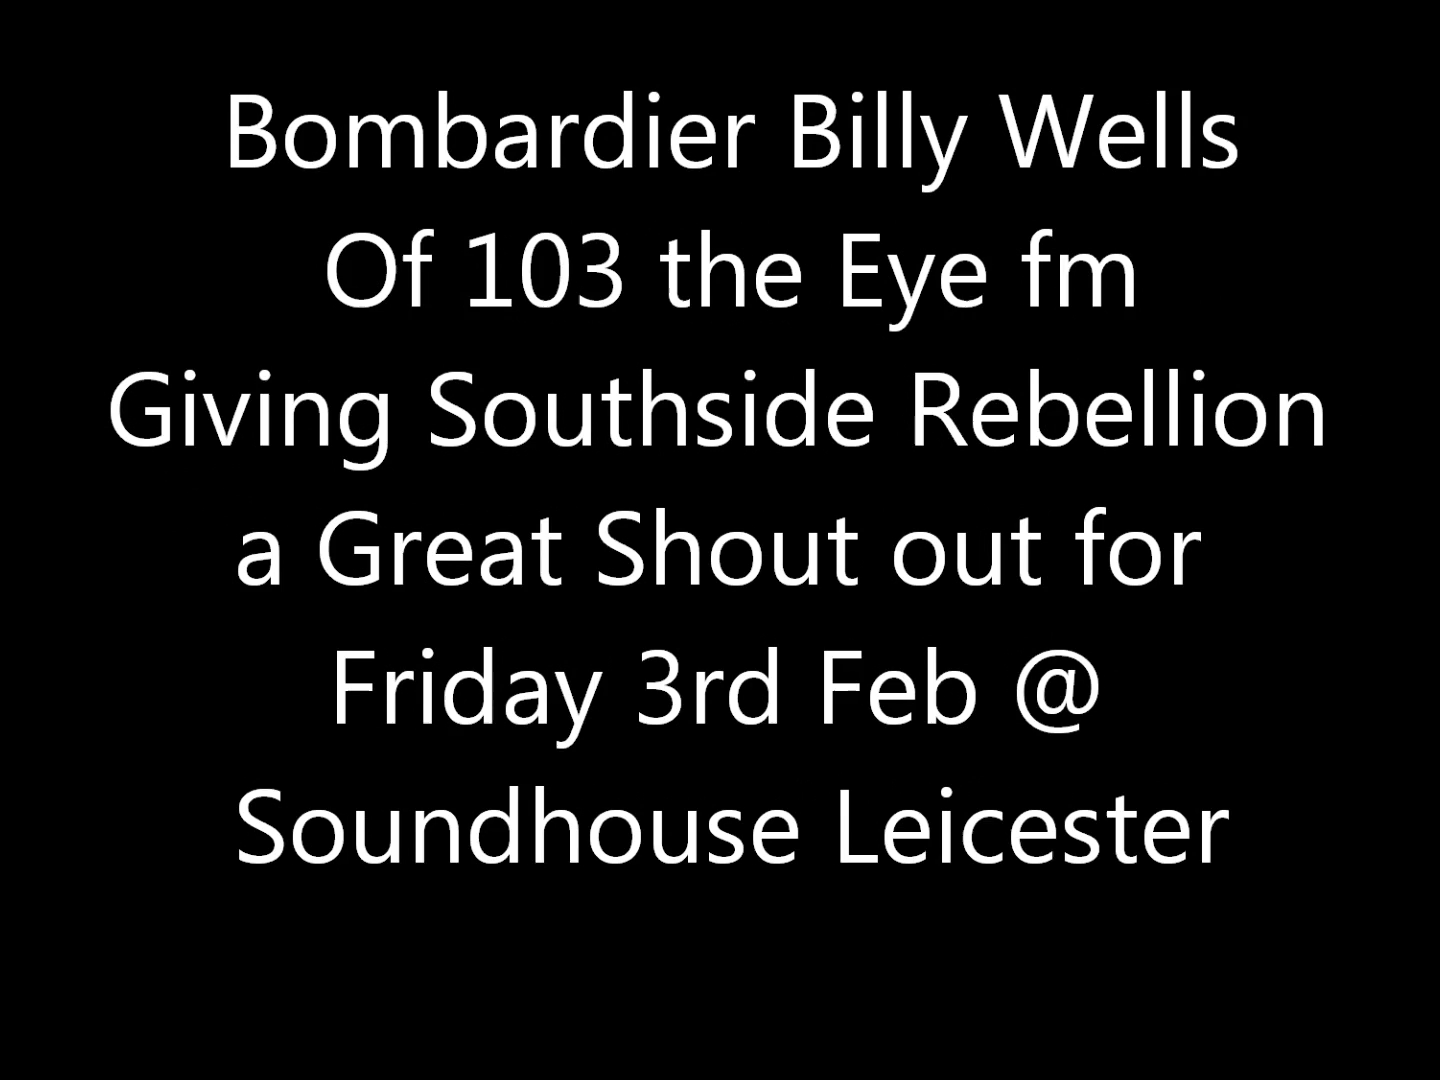 Bombardier Billy Wells
Of 103 the Eye fm
Giving Southside Rebellion
a Great Shout out for
Friday 3rd Feb @
Soundhouse Leicester